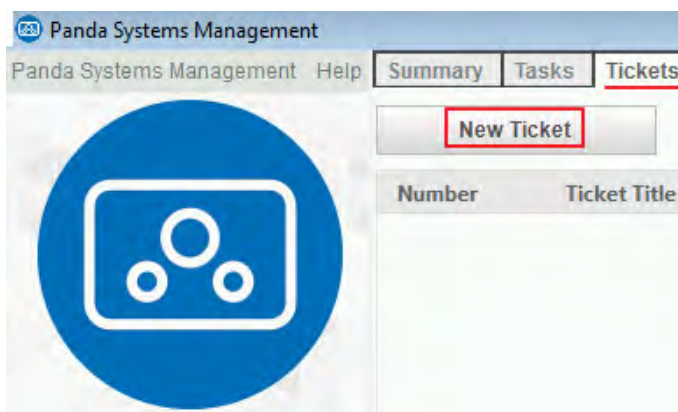 Panda Systems Management
Panda Systems Management Help Summary Tasks Tickets
New Ticket
Number Ticket Title